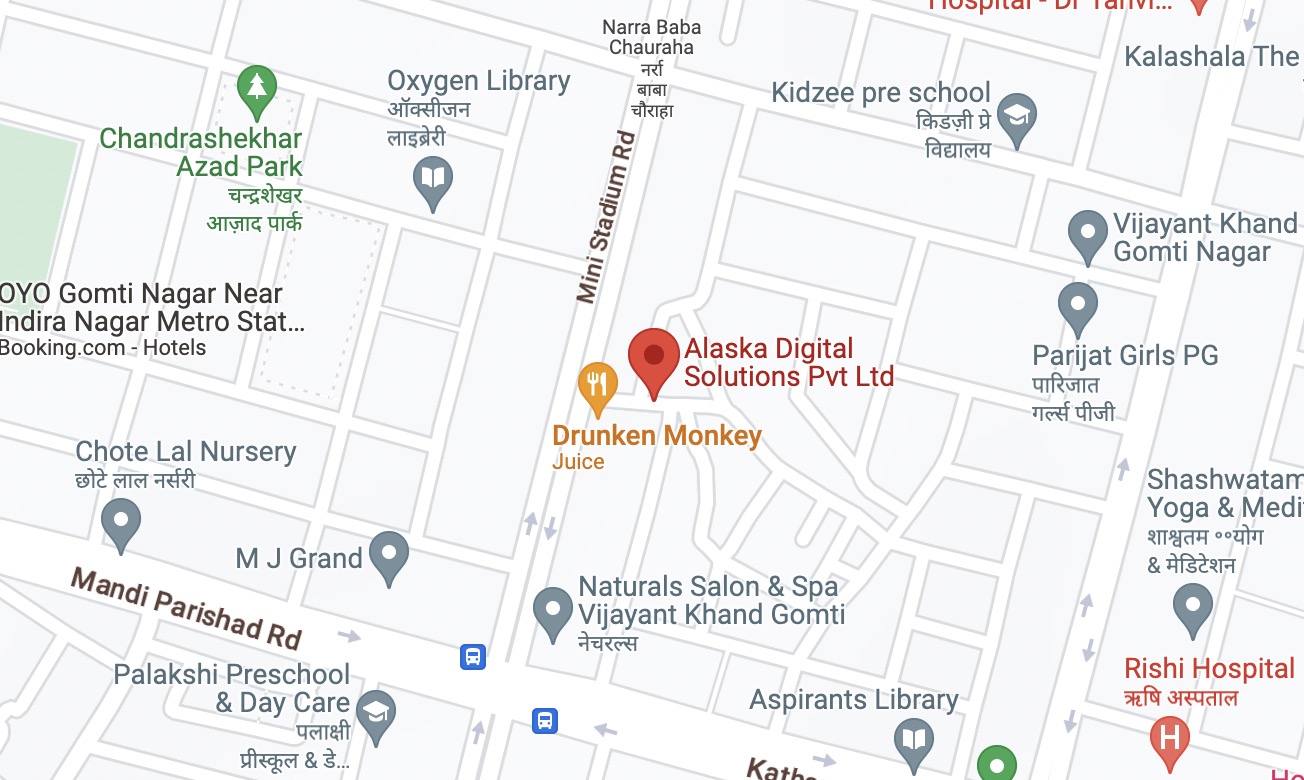 Hospital - Dr Tanvi...
Narra Baba
Chauraha
नर्रा
बाबा
चौराहा
Kalashala The
Oxygen Library
ऑक्सीजन
लाइब्रेरी
Kidzee pre school
किडज़ी प्रे
विद्यालय
Chandrashekhar
Azad Park
चन्द्रशेखर
आज़ाद पार्क
Mini Stadium Rd
Vijayant Khand
Gomti Nagar
OYO Gomti Nagar Near
Indira Nagar Metro Stat...
Booking.com - Hotels
Alaska Digital
Solutions Pvt Ltd
Parijat Girls PG
पारिजात
गर्ल्स पीजी
Drunken Monkey
Juice
Chote Lal Nursery
छोटे लाल नर्सरी
Shashwatam
Yoga & Medi
शाश्वतम ॰॰योग
& मेडिटेशन
M J Grand
Mandi Parishad Rd
Naturals Salon & Spa
Vijayant Khand Gomti
नेचरल्स
Palakshi Preschool
& Day Care
पलाक्षी
प्रीस्कूल & डे...
Rishi Hospital
ऋषि अस्पताल
H
Aspirants Library